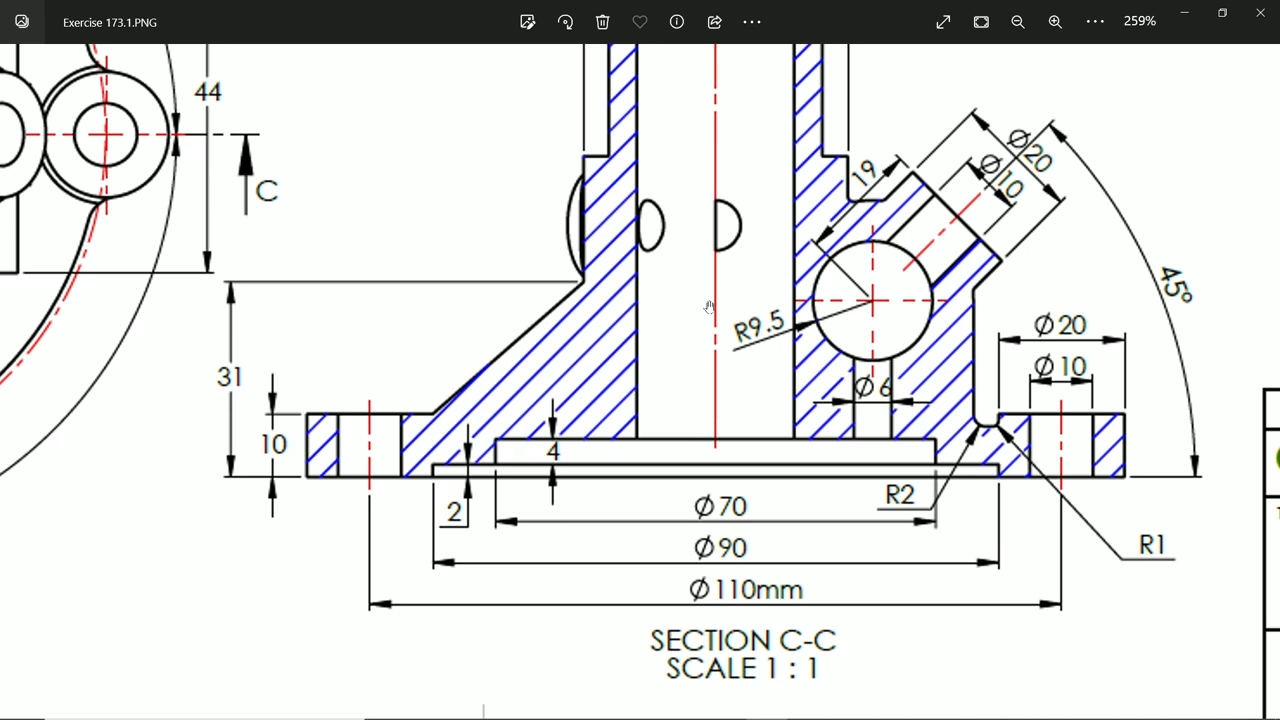 Exercise 173.1.PNG
259%
44
C
19
Ø20
Ø10
45°
R9.5
Ø20
Ø10
Ø6
31
10
4
2
R2
R1
Ø70
Ø90
Ø110mm
SECTION C-C
SCALE 1 : 1